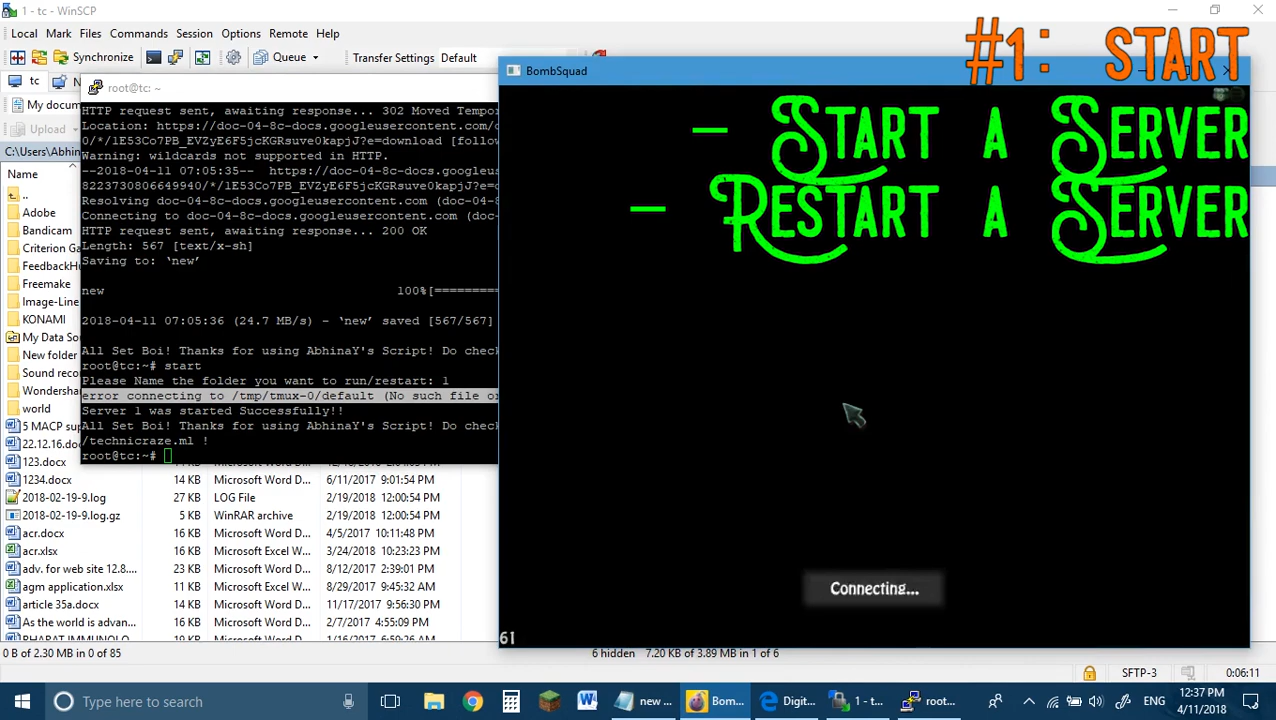 1 - tc - WinSCP
Local Mark Files Commands Session Options Remote Help
Synchronize
Queue
Transfer Settings Default
tc
My docum
Upload
C:\Users\Abhin
Name
..
Adobe
Bandicam
Criterion Ga
FeedbackHu
Freemake
Image-Line
KONAMI
My Data So
New folder
Wondersha
world
root@tc: ~
HTTP request sent, awaiting response... 302 Moved Tempo
Location: https://doc-04-8c-docs.googleusercontent.com/
0/*/1E53Co7PB_EVZyE6F5jcKGRsuve0kapjJ?e=download [follo
Warning: wildcards not supported in HTTP.
--2018-04-11 07:05:35-- https://doc-04-8c-docs.googleus
8223730806649940/*/1E53Co7PB_EVZyE6F5jcKGRsuve0kapjJ?e=
Resolving doc-04-8c-docs.googleusercontent.com (doc-04-
Connecting to doc-04-8c-docs.googleusercontent.com (doc
HTTP request sent, awaiting response... 200 OK
Length: 567 [text/x-sh]
Saving to: ‘new’
new 100%[========
2018-04-11 07:05:36 (24.7 MB/s) - ‘new’ saved [567/567]
All Set Boi! Thanks for using AbhinaY's Script! Do chec
root@tc:~# start
Please Name the folder you want to run/restart: 1
error connecting to /tmp/tmux-0/default (No such file or
Server 1 was started Successfully!!
All Set Boi! Thanks for using AbhinaY's Script! Do chec
/technicraze.ml !
root@tc:~#
5 MACP sup
22.12.16.doc
123.docx 14 KB Microsoft Word D...
1234.docx 14 KB Microsoft Word D... 6/11/2017 9:01:54 PM
2018-02-19-9.log 27 KB LOG File 2/19/2018 12:00:54 PM
2018-02-19-9.log.gz 5 KB WinRAR archive 2/19/2018 12:00:54 PM
acr.docx 16 KB Microsoft Word D... 4/5/2017 10:11:48 PM
acr.xlsx 16 KB Microsoft Excel W... 3/24/2018 10:23:23 PM
adv. for web site 12.8.... 23 KB Microsoft Word D... 8/12/2017 2:39:01 PM
agm application.xlsx 11 KB Microsoft Excel W... 8/29/2017 9:45:32 AM
article 35a.docx 14 KB Microsoft Word D... 11/17/2017 9:56:30 PM
As the world is advan... 16 KB Microsoft Word D... 2/7/2017 4:55:09 PM
0 B of 2.30 MB in 0 of 85
6 hidden 7.20 KB of 3.89 MB in 1 of 6
SFTP-3
0:06:11
#1: START
BombSquad
– START A SERVER
– RESTART A SERVER
Connecting...
61
Type here to search
new ...
Bom...
Digit...
1 - tc -...
root...
ENG
12:37 PM
4/11/2018